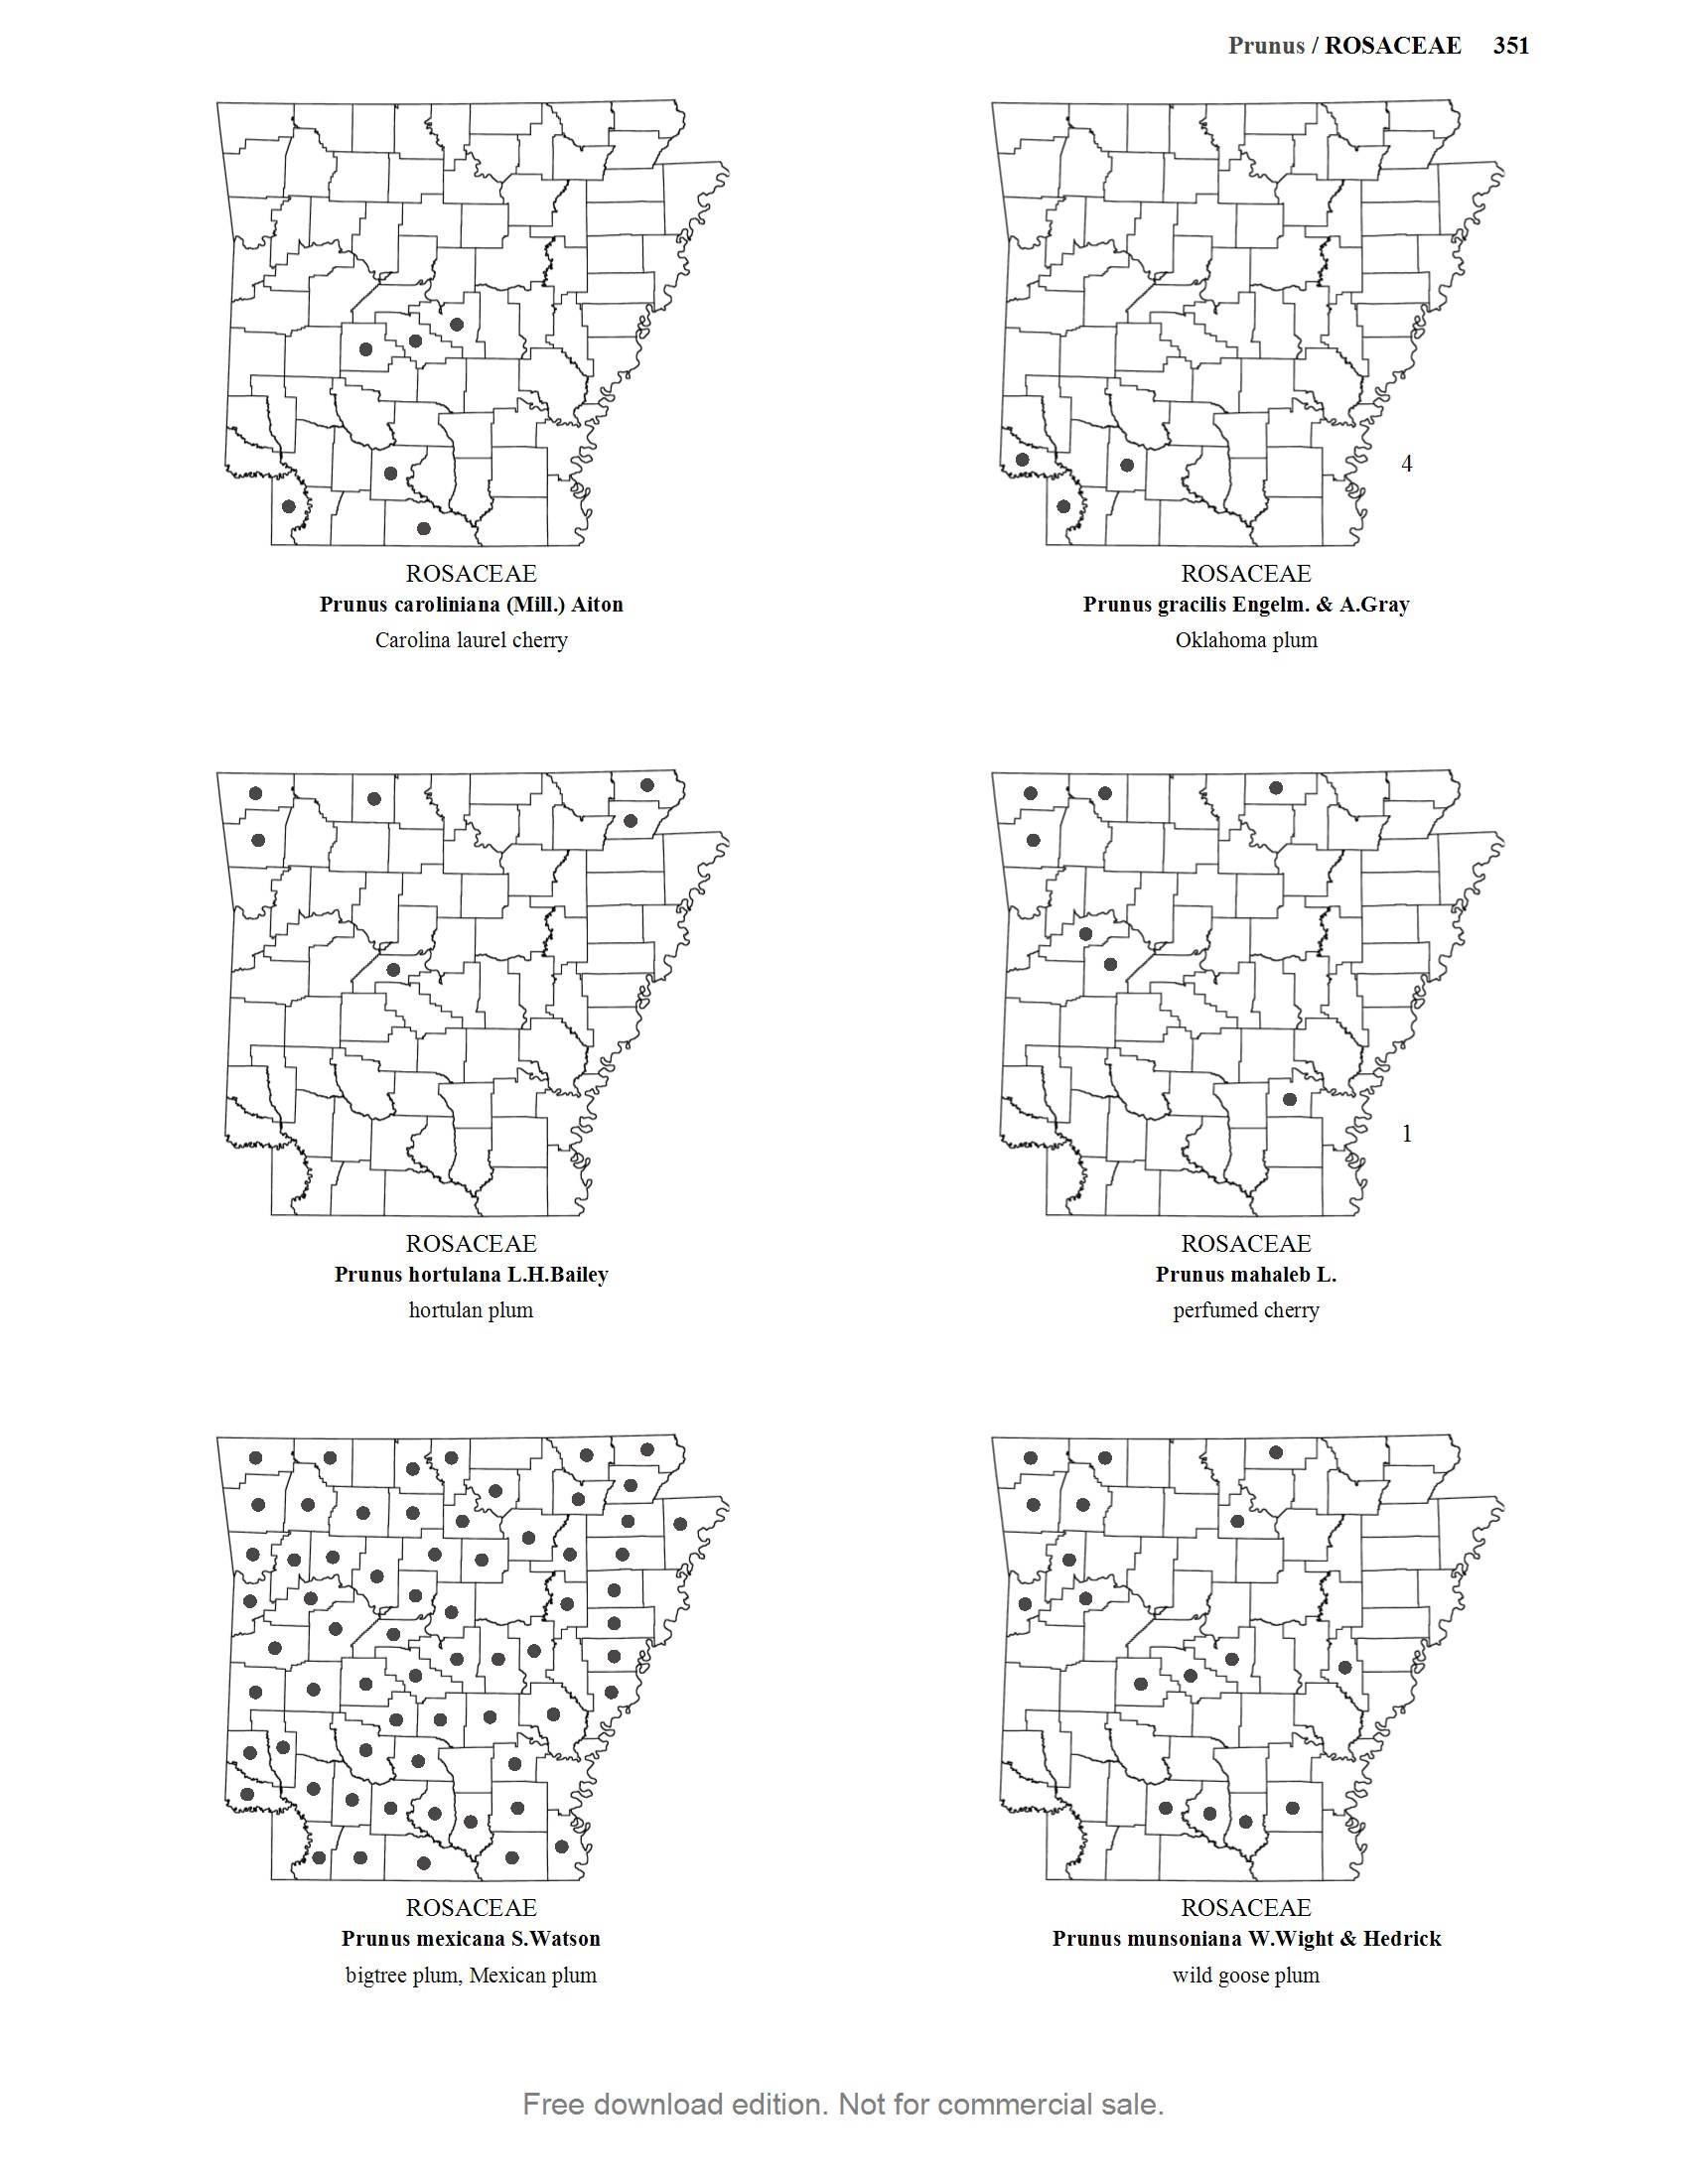 Prunus / ROSACEAE 351
ROSACEAE
Prunus caroliniana (Mill.) Aiton
Carolina laurel cherry
4
ROSACEAE
Prunus gracilis Engelm. & A.Gray
Oklahoma plum
ROSACEAE
Prunus hortulana L.H.Bailey
hortulan plum
1
ROSACEAE
Prunus mahaleb L.
perfumed cherry
ROSACEAE
Prunus mexicana S.Watson
bigtree plum, Mexican plum
ROSACEAE
Prunus munsoniana W.Wight & Hedrick
wild goose plum
Free download edition. Not for commercial sale.